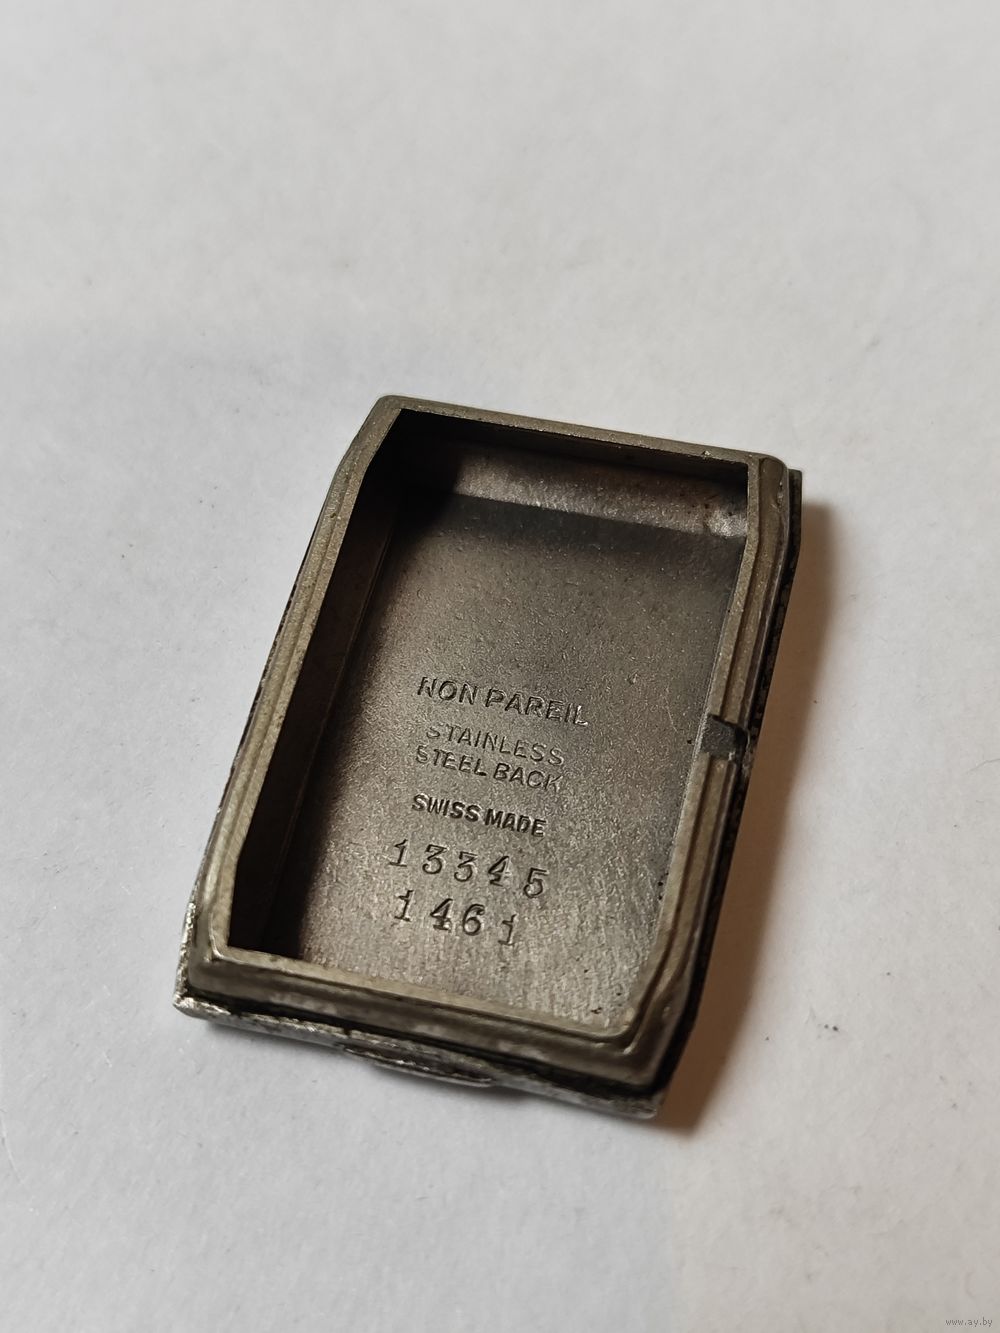 NON PAREIL
STAINLESS
STEEL BACK
SWISS MADE
13345
1461
www.ay.by